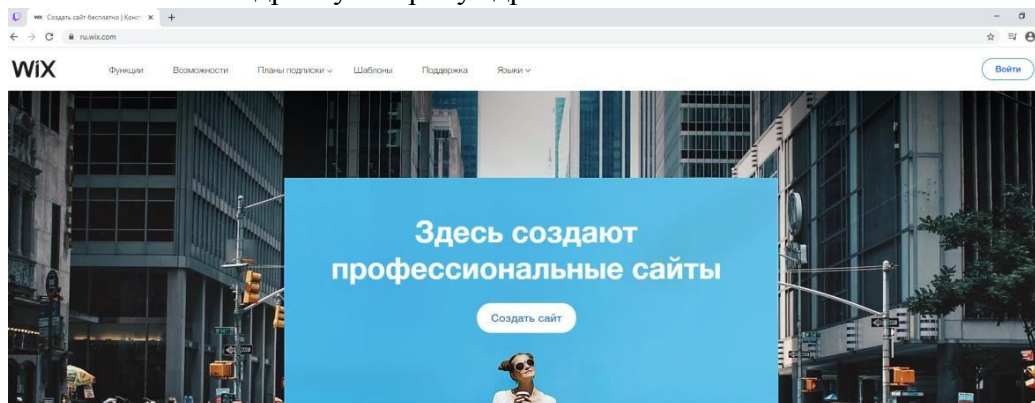 Создать сайт бесплатно | Конс
ru.wix.com
WiX Функции Возможности Планы подписки Шаблоны Поддержка Языки Войти
Здесь создают
профессиональные сайты
Создать сайт